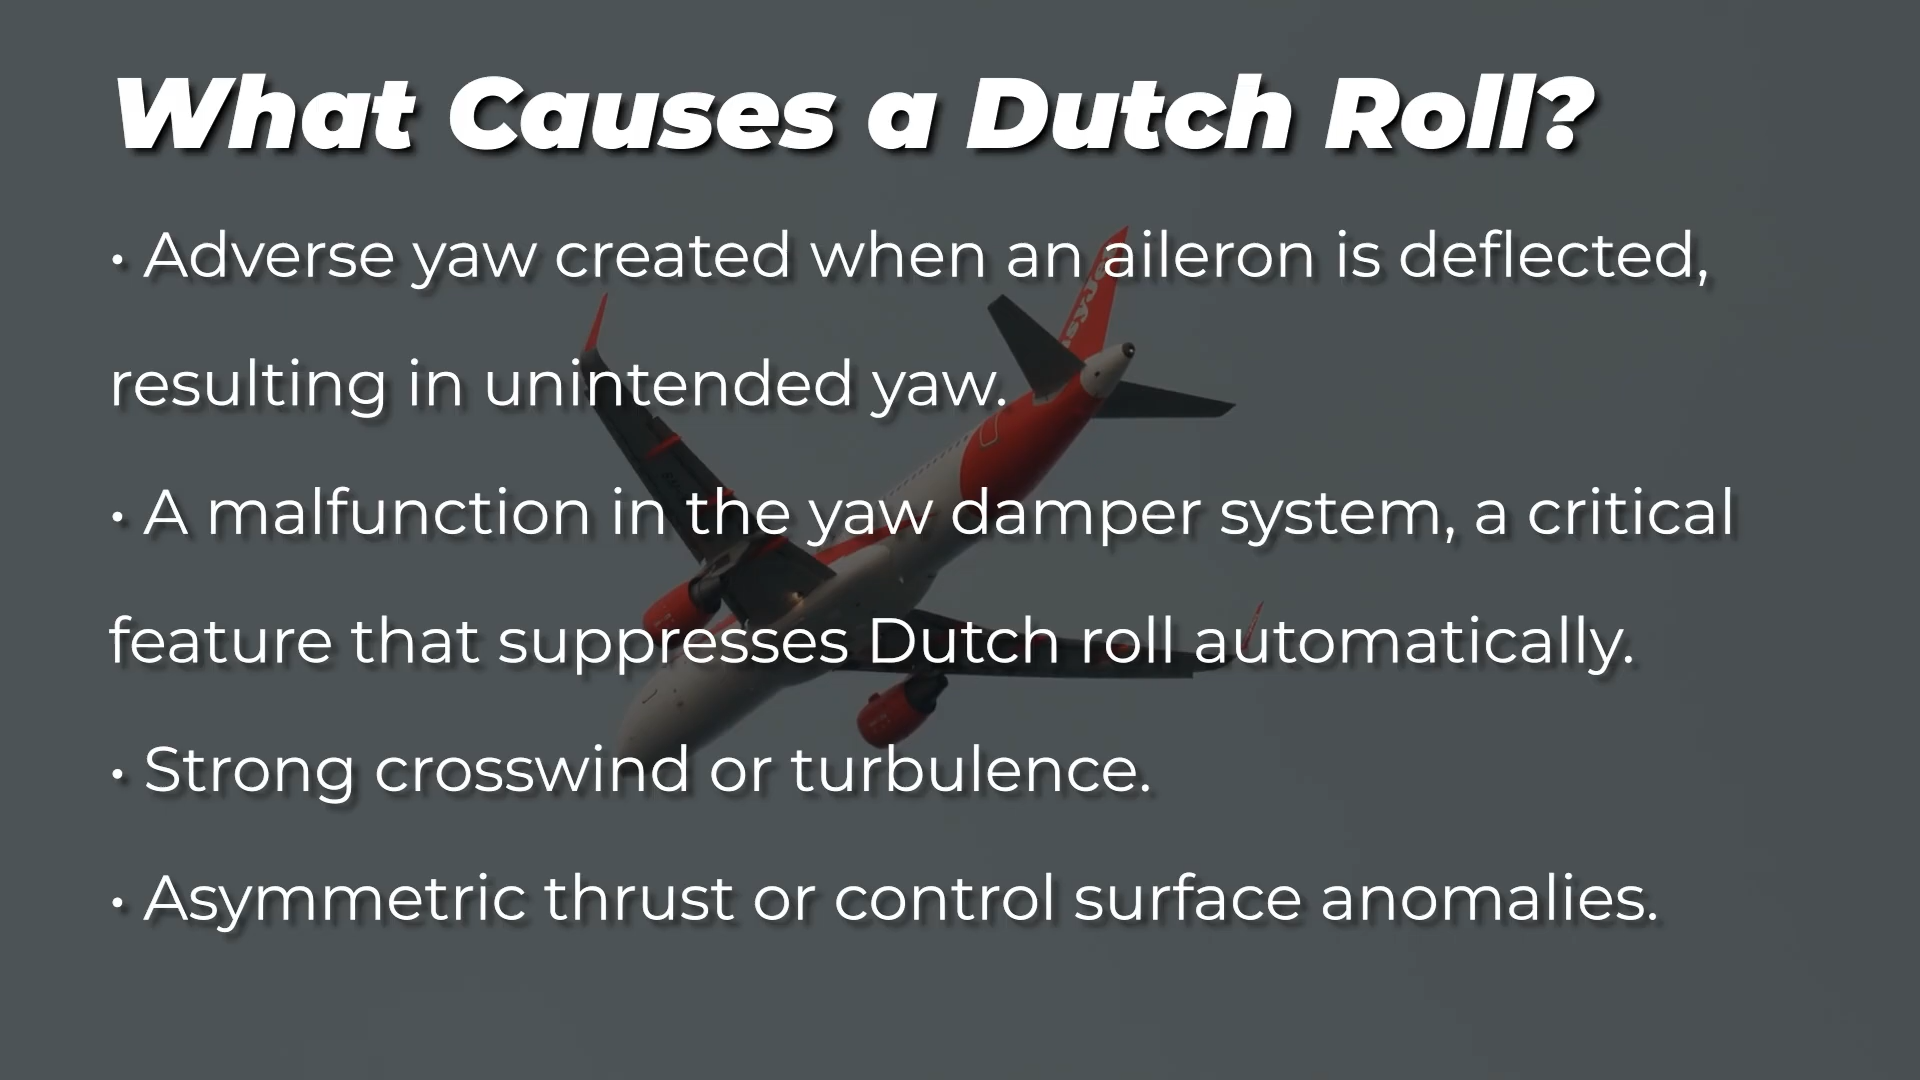 What Causes a Dutch Roll?
• Adverse yaw created when an aileron is deflected,
resulting in unintended yaw.
• A malfunction in the yaw damper system, a critical
feature that suppresses Dutch roll automatically.
• Strong crosswind or turbulence.
• Asymmetric thrust or control surface anomalies.